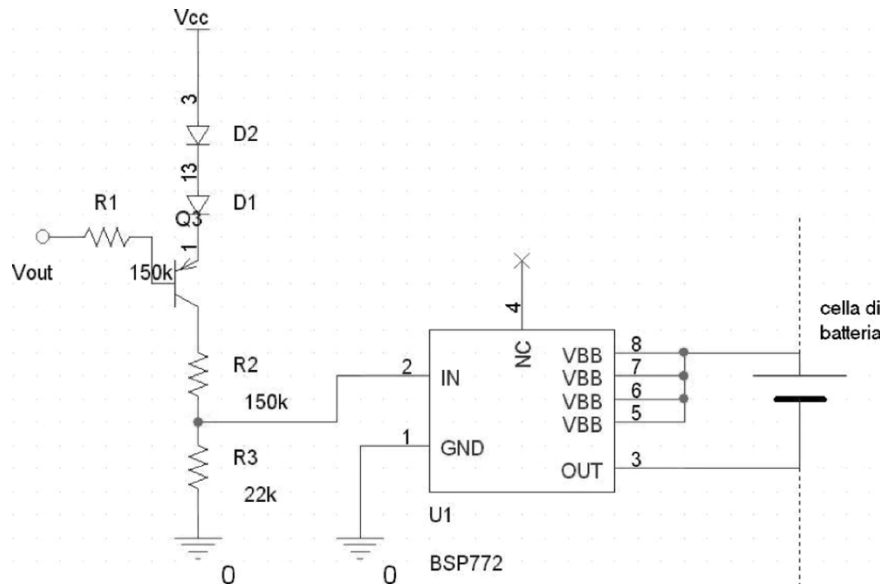 Vcc
3
D2
13
R1
D1
Q3
1
Vout
150k
4
cella di
batteria
NC
R2
150k
2
IN
VBB
8
VBB
7
VBB
6
VBB
5
1
GND
R3
22k
OUT
3
U1
0
0
BSP772